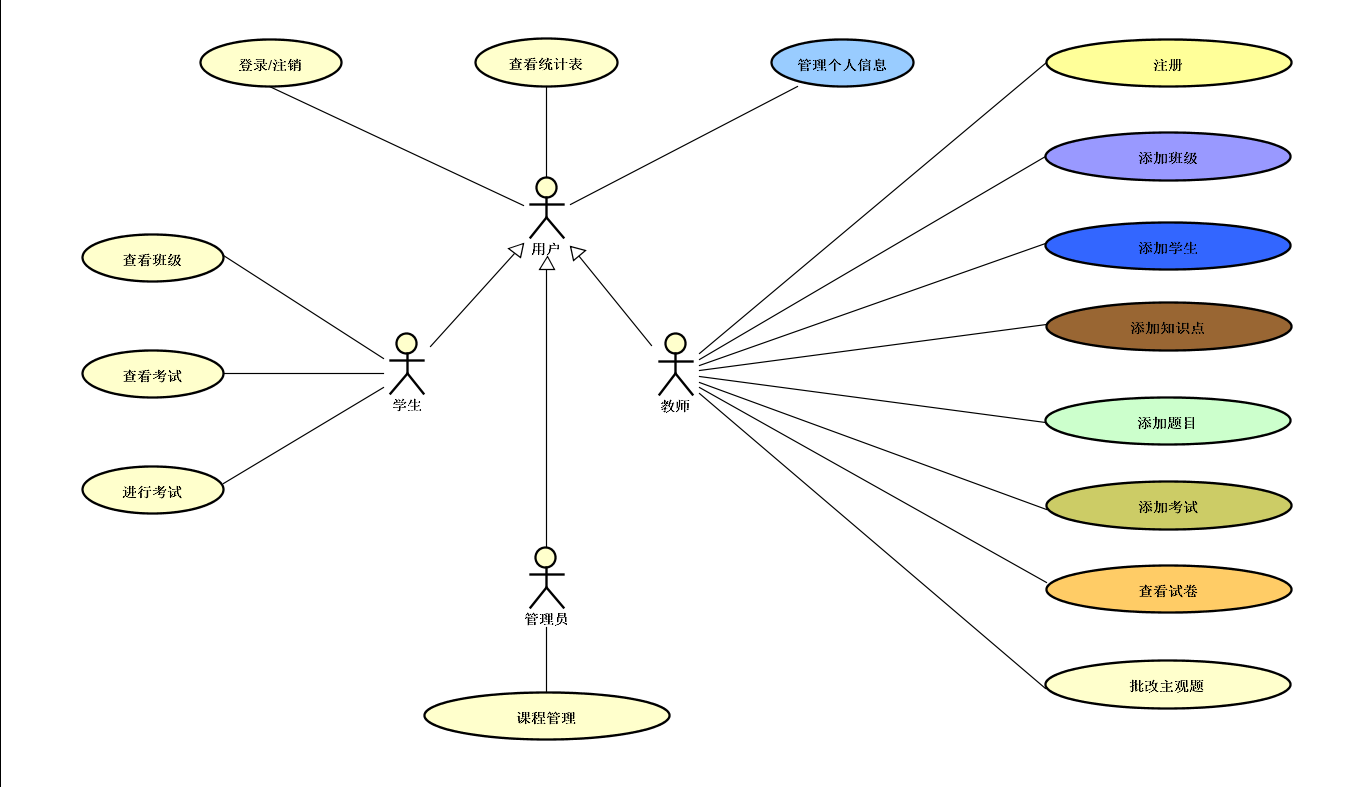 登录/注销
查看统计表
管理个人信息
注册
添加班级
用户
添加学生
查看班级
添加知识点
查看考试
学生
教师
添加题目
进行考试
添加考试
查看试卷
管理员
批改主观题
课程管理